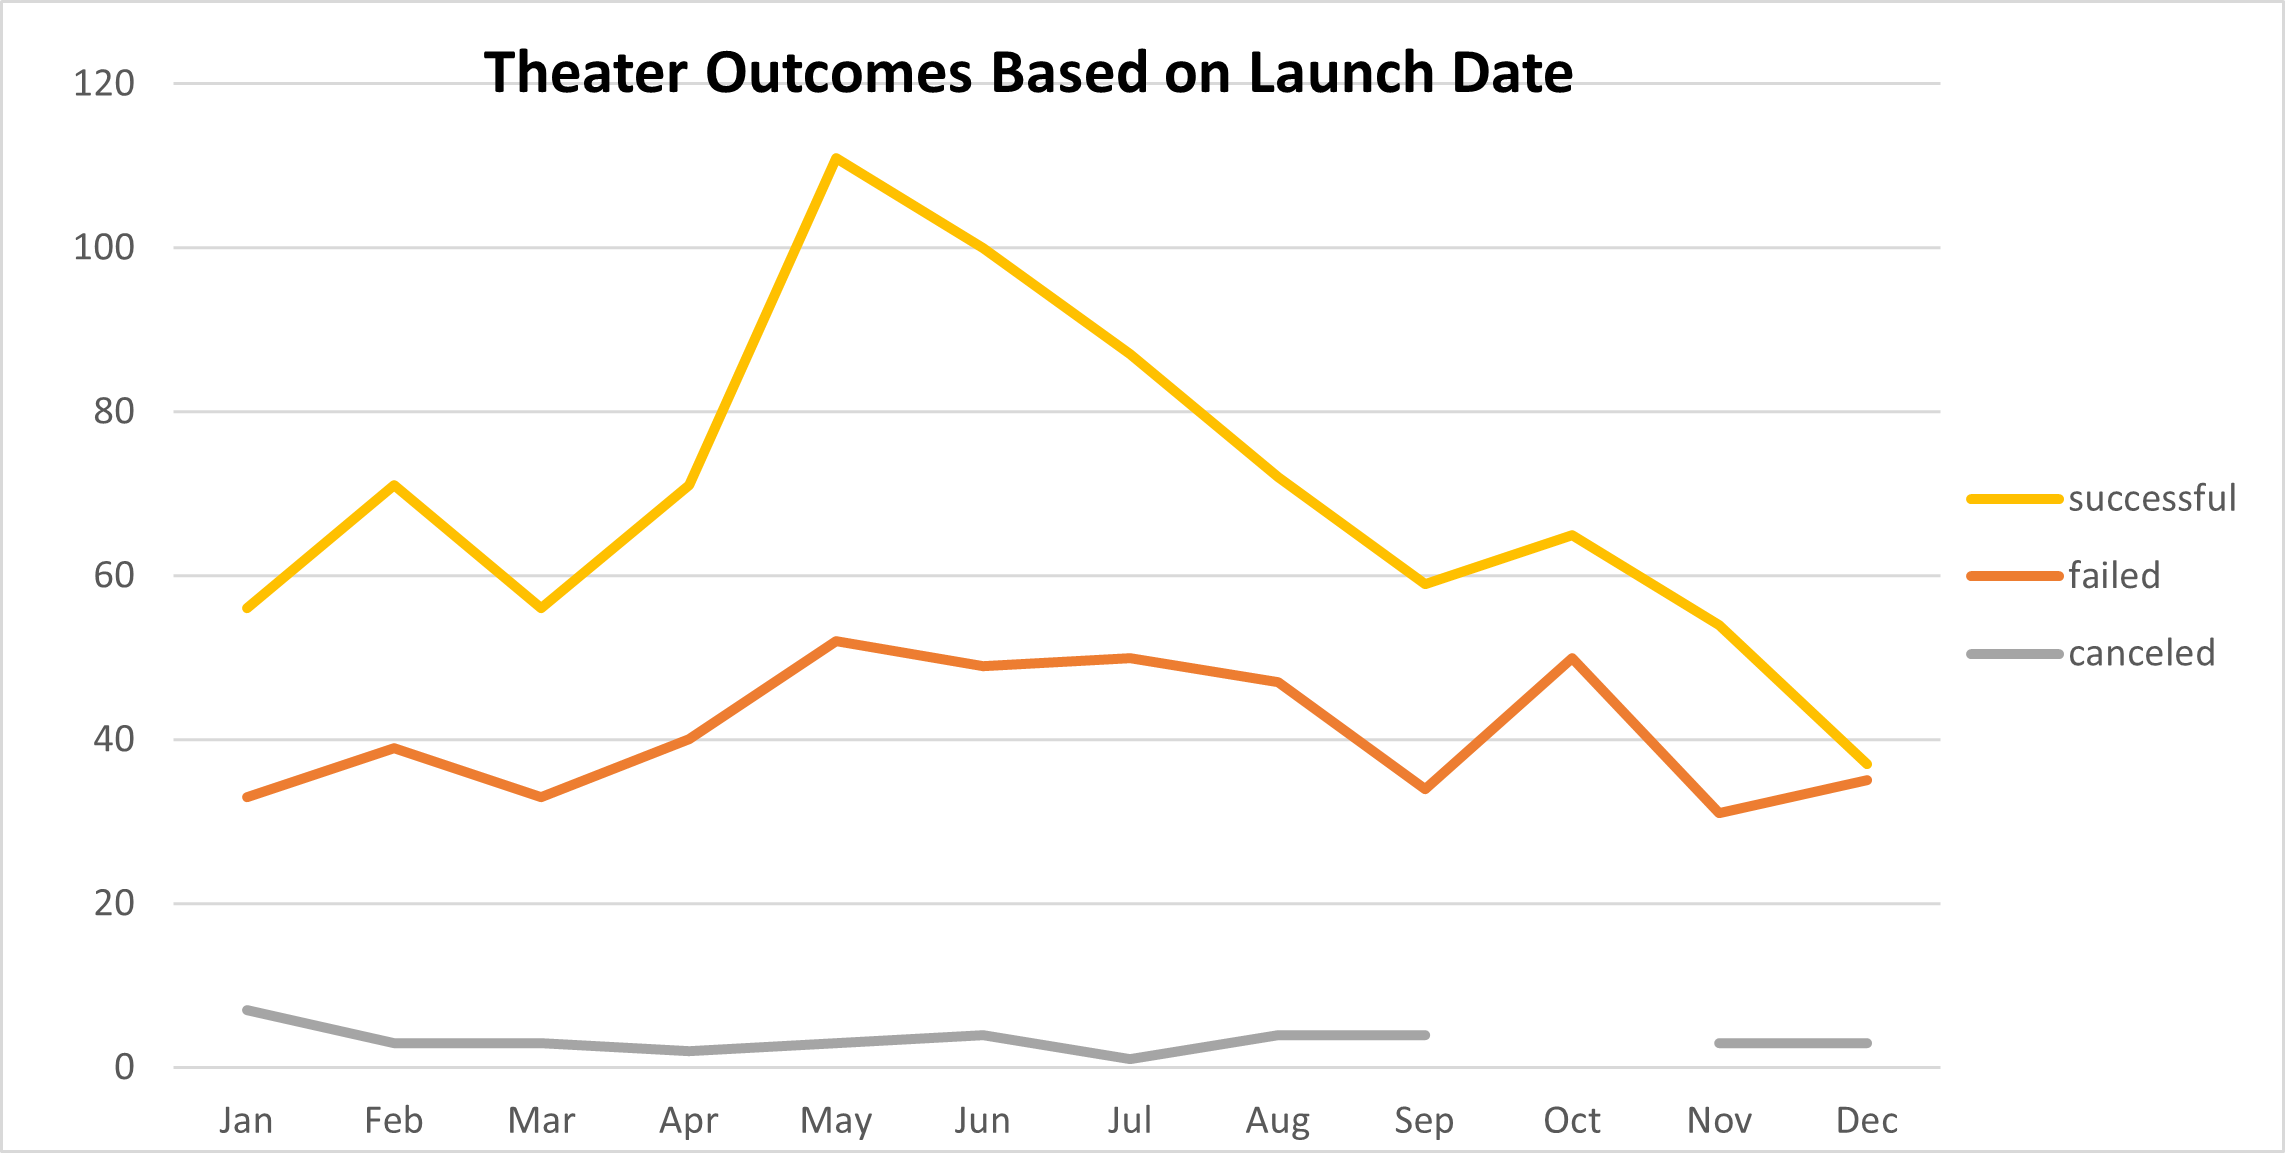 Theater Outcomes Based on Launch Date
120
100
80
60
40
20
0
Jan Feb Mar Apr May Jun Jul Aug Sep Oct Nov Dec
successful
failed
canceled